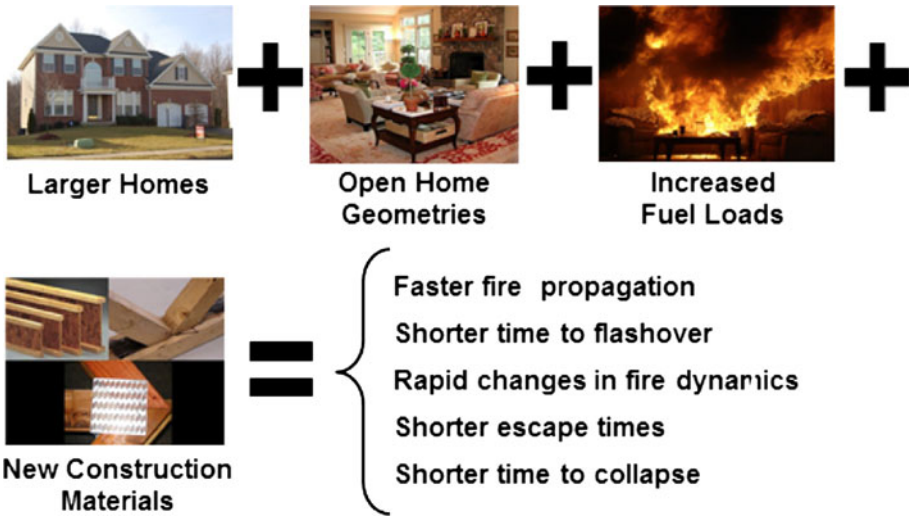 Larger Homes
Open Home
Geometries
Increased
Fuel Loads
New Construction
Materials
Faster fire propagation
Shorter time to flashover
Rapid changes in fire dynamics
Shorter escape times
Shorter time to collapse